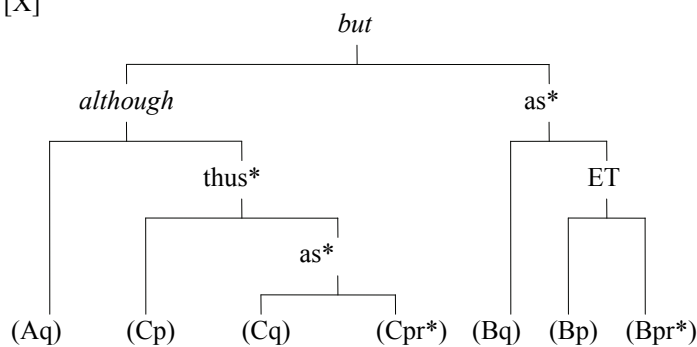 [X]
but
although as*
thus* ET
as*
(Aq) (Cp) (Cq) (Cpr*) (Bq) (Bp) (Bpr*)